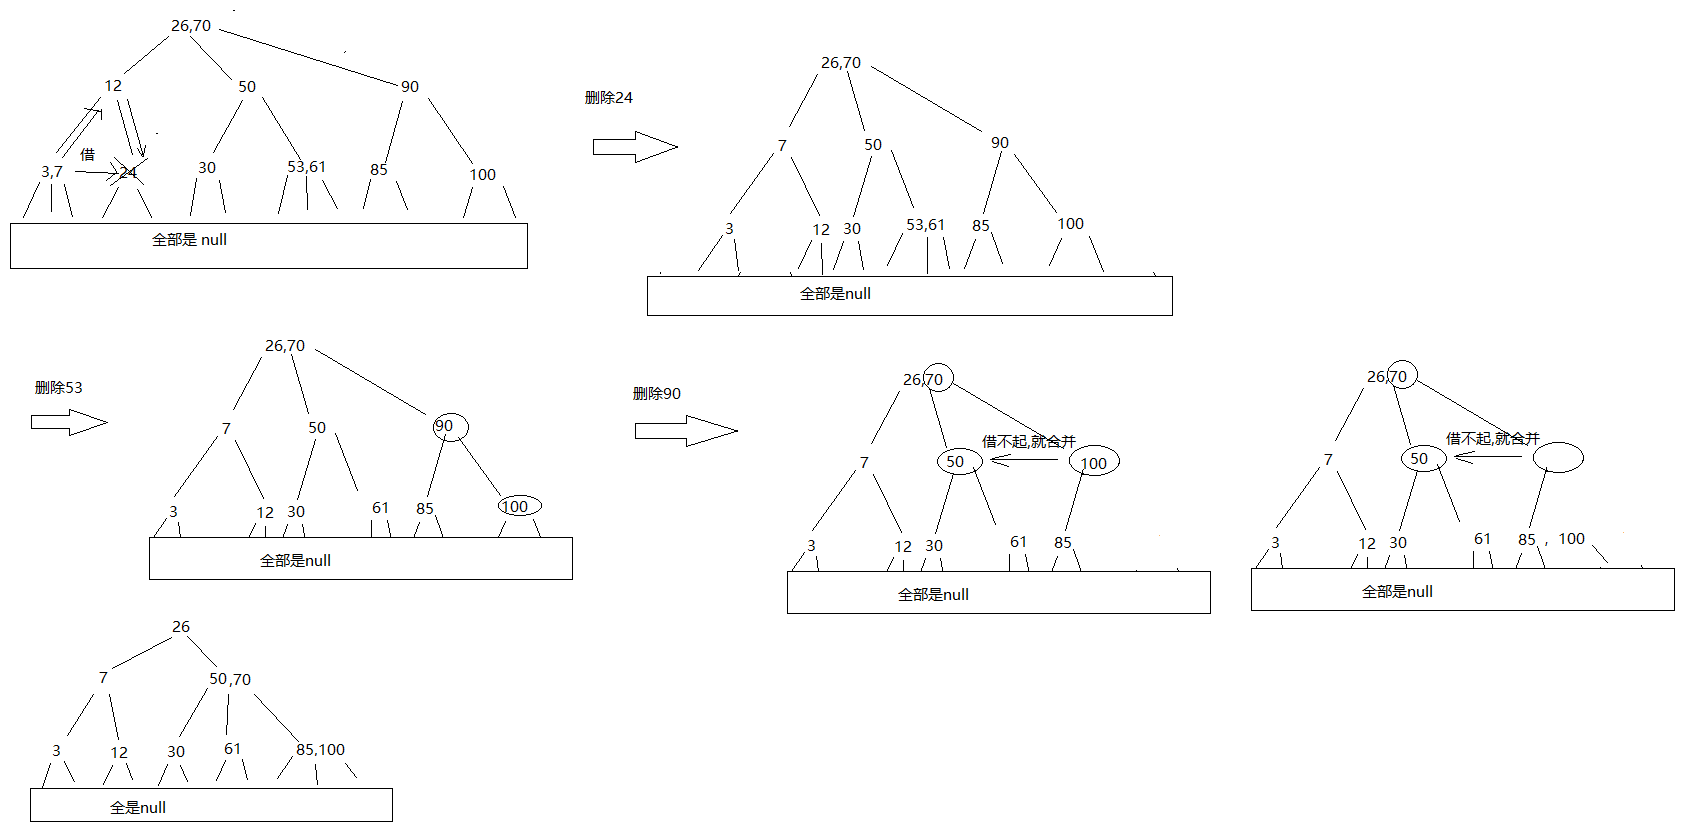 26,70
12 50 90
借
3,7 24 30 53,61 85 100
全部是 null
删除24
26,70
7 50 90
3 12 30 53,61 85 100
全部是null
删除53
26,70
7 50 90
3 12 30 61 85 100
全部是null
删除90
26,70
借不起,就合并
7 50 100
3 12 30 61 85
全部是null
26,70
借不起,就合并
7 50
3 12 30 61 85 , 100
全部是null
26
7 50,70
3 12 30 61 85,100
全是null